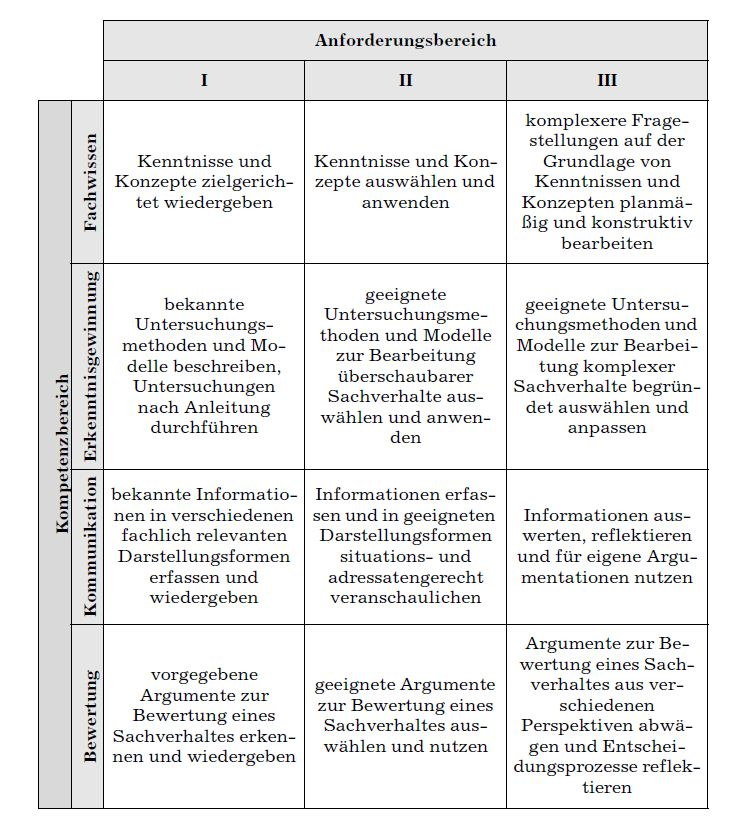 Anforderungsbereich
I
II
III
Kompetenzbereich
Fachwissen
Kenntnisse und
Konzepte zielgerich-
tet wiedergeben
Kenntnisse und Kon-
zepte auswählen und
anwenden
komplexere Frage-
stellungen auf der
Grundlage von
Kenntnissen und
Konzepten planmä-
ßig und konstruktiv
bearbeiten
Erkenntnisgewinnung
bekannte
Untersuchungs-
methoden und Mo-
delle beschreiben,
Untersuchungen
nach Anleitung
durchführen
geeignete
Untersuchungsme-
thoden und Modelle
zur Bearbeitung
überschaubarer
Sachverhalte aus-
wählen und anwen-
den
geeignete Untersu-
chungsmethoden und
Modelle zur Bearbei-
tung komplexer
Sachverhalte begrün-
det auswählen und
anpassen
Kommunikation
bekannte Informatio-
nen in verschiedenen
fachlich relevanten
Darstellungsformen
erfassen und
wiedergeben
Informationen erfas-
sen und in geeigneten
Darstellungsformen
situations- und
adressatengerecht
veranschaulichen
Informationen aus-
werten, reflektieren
und für eigene Argu-
mentationen nutzen
Bewertung
vorgegebene
Argumente zur
Bewertung eines
Sachverhaltes erken-
nen und wiedergeben
geeignete Argumente
zur Bewertung eines
Sachverhaltes aus-
wählen und nutzen
Argumente zur Be-
wertung eines Sach-
verhaltes aus ver-
schiedenen
Perspektiven abwä-
gen und Entschei-
dungsprozesse reflek-
tieren